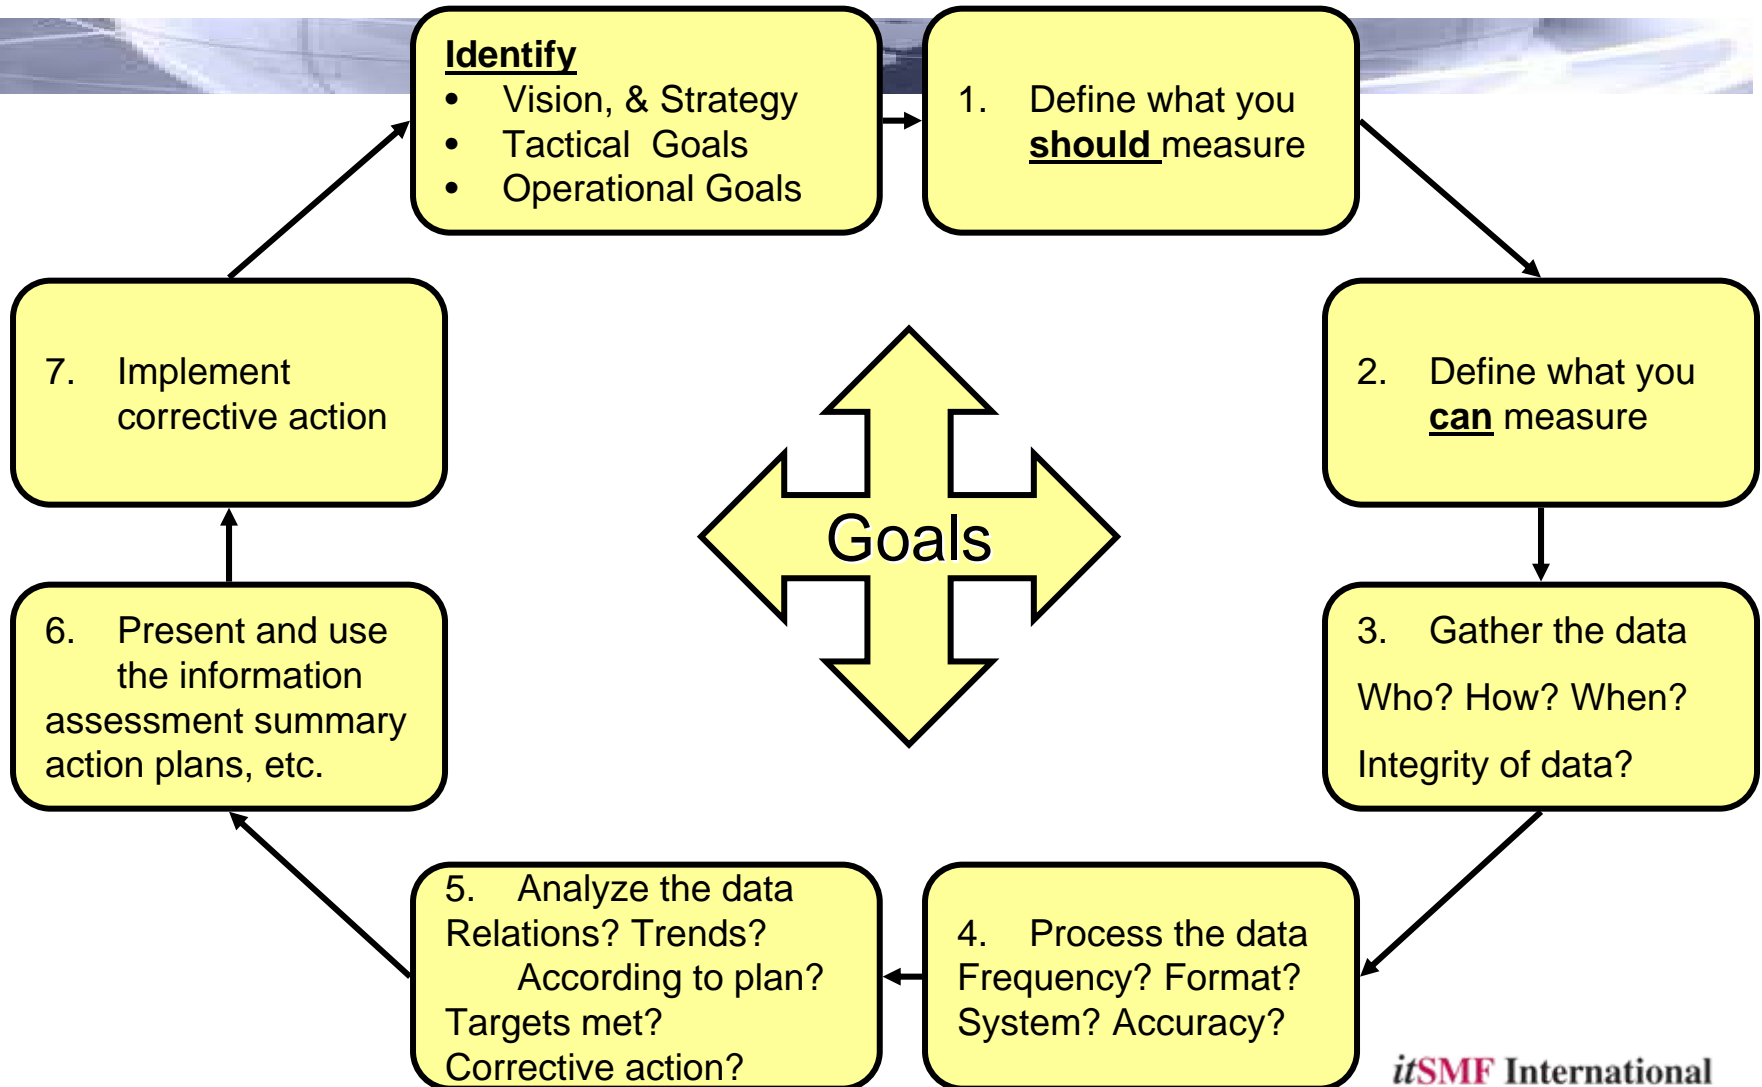 Identify
• Vision, & Strategy
• Tactical Goals
• Operational Goals
1. Define what you
should measure
2. Define what you
can measure
3. Gather the data
Who? How? When?
Integrity of data?
4. Process the data
Frequency? Format?
System? Accuracy?
5. Analyze the data
Relations? Trends?
According to plan?
Targets met?
Corrective action?
6. Present and use
the information
assessment summary
action plans, etc.
7. Implement
corrective action
Goals
itSMF International